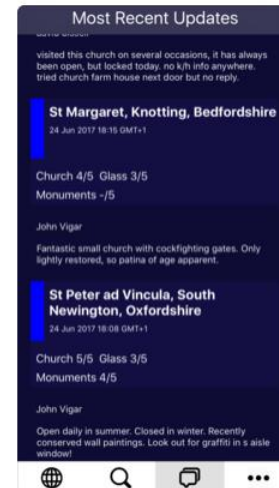 Most Recent Updates
david bissell
visited this church on several occasions, it has always
been open, but locked today. no k/h info anywhere.
tried church farm house next door but no reply.
St Margaret, Knotting, Bedfordshire
24 Jun 2017 18:15 GMT+1
Church 4/5 Glass 3/5
Monuments -/5
John Vigar
Fantastic small church with cockfighting gates. Only
lightly restored, so patina of age apparent.
St Peter ad Vincula, South
Newington, Oxfordshire
24 Jun 2017 18:08 GMT+1
Church 5/5 Glass 3/5
Monuments 4/5
John Vigar
Open daily in summer. Closed in winter. Recently
conserved wall paintings. Look out for graffiti in s aisle
window!